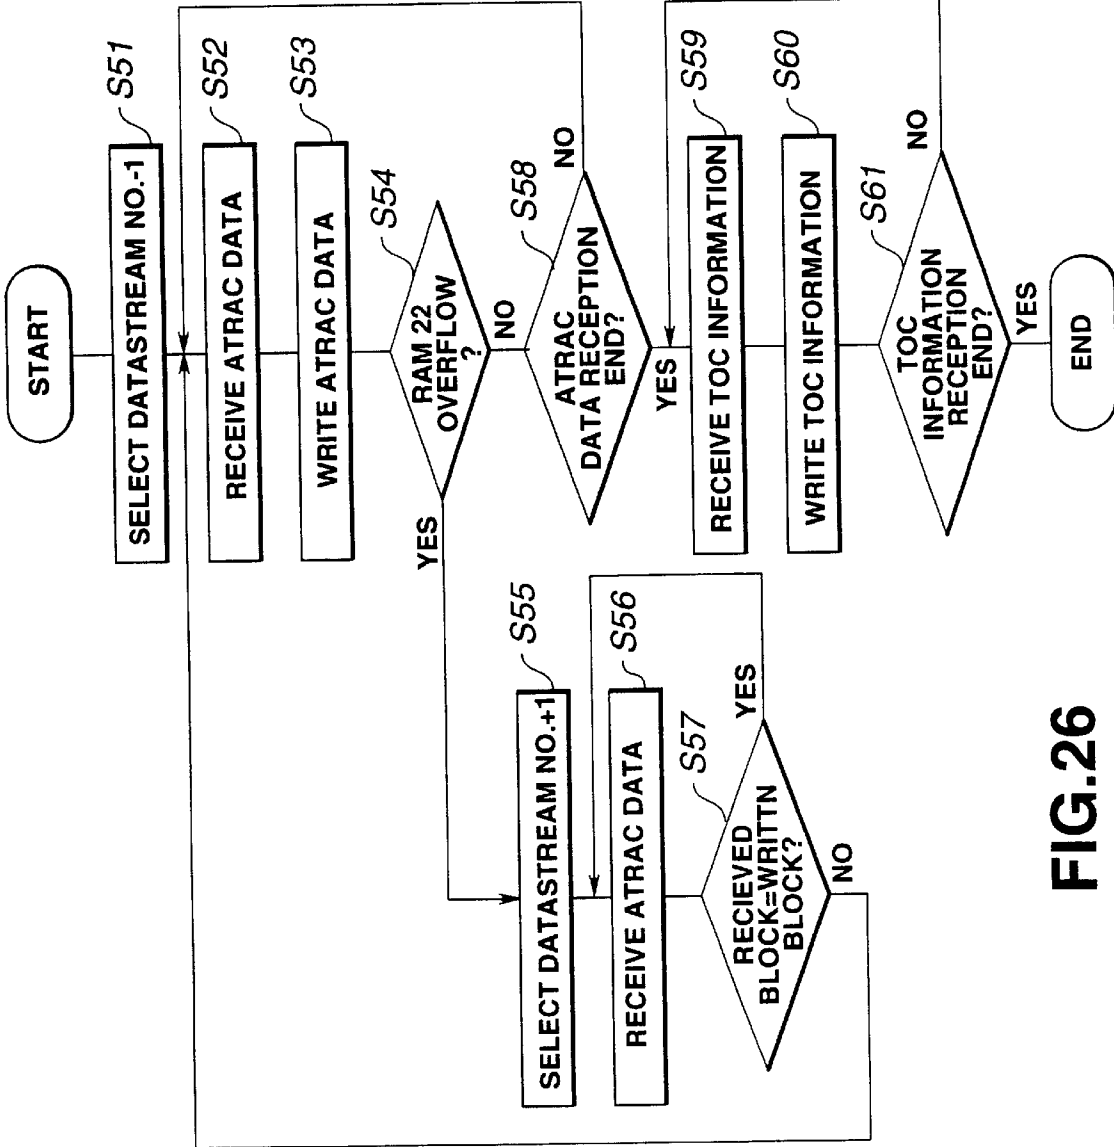 START
SELECT DATASTREAM NO.-1
S51
RECEIVE ATRAC DATA
S52
WRITE ATRAC DATA
S53
RAM 22
OVERFLOW
?
S54
YES
NO
SELECT DATASTREAM NO.+1
S55
RECEIVE ATRAC DATA
S56
RECIEVED
BLOCK=WRITTN
BLOCK?
S57
YES
NO
ATRAC
DATA RECEPTION
END?
S58
NO
YES
RECEIVE TOC INFORMATION
S59
WRITE TOC INFORMATION
S60
TOC
INFORMATION
RECEPTION
END?
S61
NO
YES
END
FIG.26